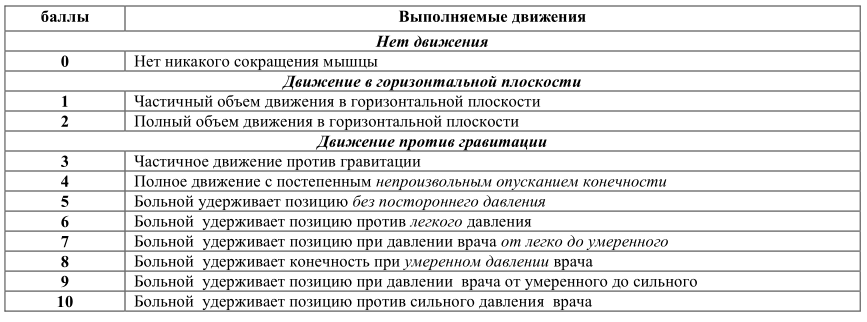 баллы Выполняемые движения
Нет движения
0 Нет никакого сокращения мышцы
Движение в горизонтальной плоскости
1 Частичный объем движения в горизонтальной плоскости
2 Полный объем движения в горизонтальной плоскости
Движение против гравитации
3 Частичное движение против гравитации
4 Полное движение с постепенным непроизвольным опусканием конечности
5 Больной удерживает позицию без постороннего давления
6 Больной удерживает позицию против легкого давления
7 Больной удерживает позицию при давлении врача от легко до умеренного
8 Больной удерживает конечность при умеренном давлении врача
9 Больной удерживает позицию при давлении врача от умеренного до сильного
10 Больной удерживает позицию против сильного давления врача